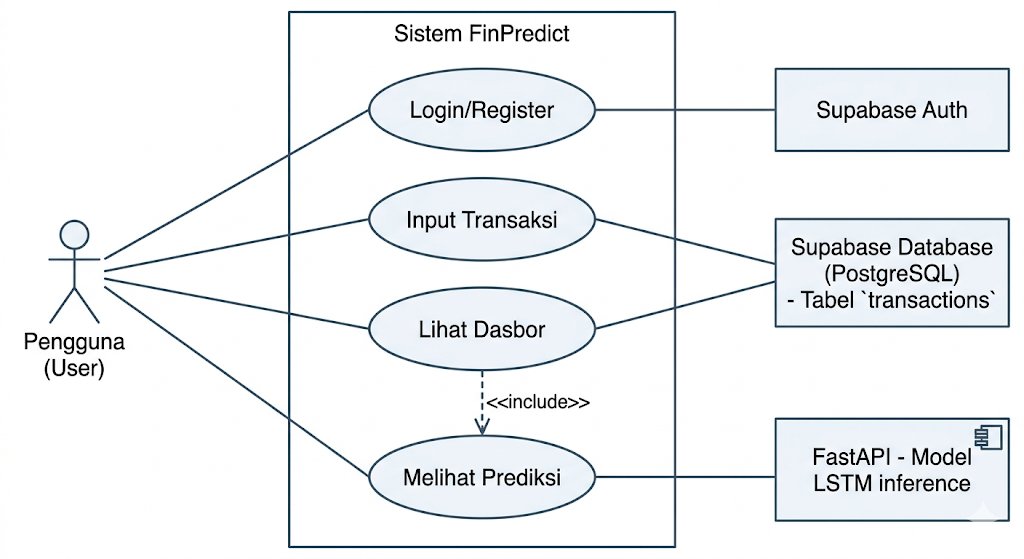 Sistem FinPredict
Login/Register
Supabase Auth
Input Transaksi
Supabase Database
(PostgreSQL)
- Tabel `transactions`
Pengguna
(User)
Lihat Dasbor
<<include>>
Melihat Prediksi
FastAPI - Model
LSTM inference